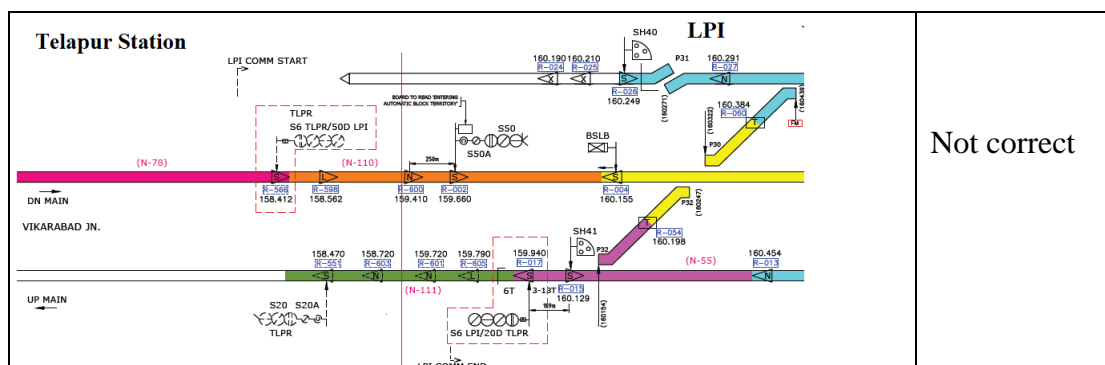 Telapur Station
LPI
SH40
LPI COMM START
P31
160.190
160.210
160.291
R-024
R-025
R-027
R-028
160.249
(160271)
160.384
R-060
(160322)
FM
BOARD TO READ 'ENTERING
AUTOMATIC BLOCK TERRITORY'
TLPR
S6 TLPR/50D LPI
S50
S50A
BSLB
P30
(N-78)
(N-110)
250m
R-566
158.412
R-598
158.562
R-600
159.410
R-002
159.660
R-004
160.155
DN MAIN
P32
(160247)
VIKARABAD JN.
R-054
160.198
SH41
P32
158.470
158.720
159.720
159.790
159.940
160.454
R-551
R-603
R-601
R-605
R-017
R-013
(N-55)
(N-111)
6T
3-13T
R-015
160.129
169m
(160154)
UP MAIN
S20 S20A
TLPR
S6 LPI/20D TLPR
LPI COMM END
Not correct